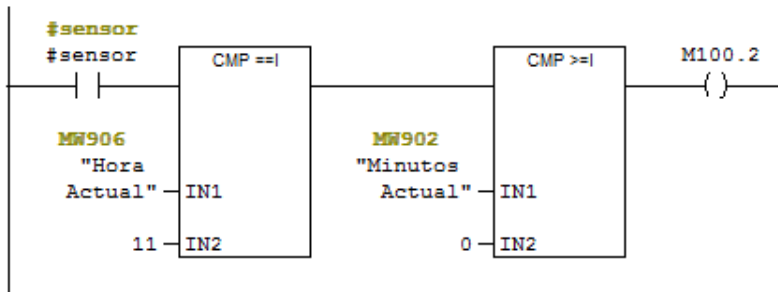 #sensor
#sensor
CMP ==I
CMP >=I
M100.2
MW906
"Hora
Actual"
IN1
11
IN2
MW902
"Minutos
Actual"
IN1
0
IN2